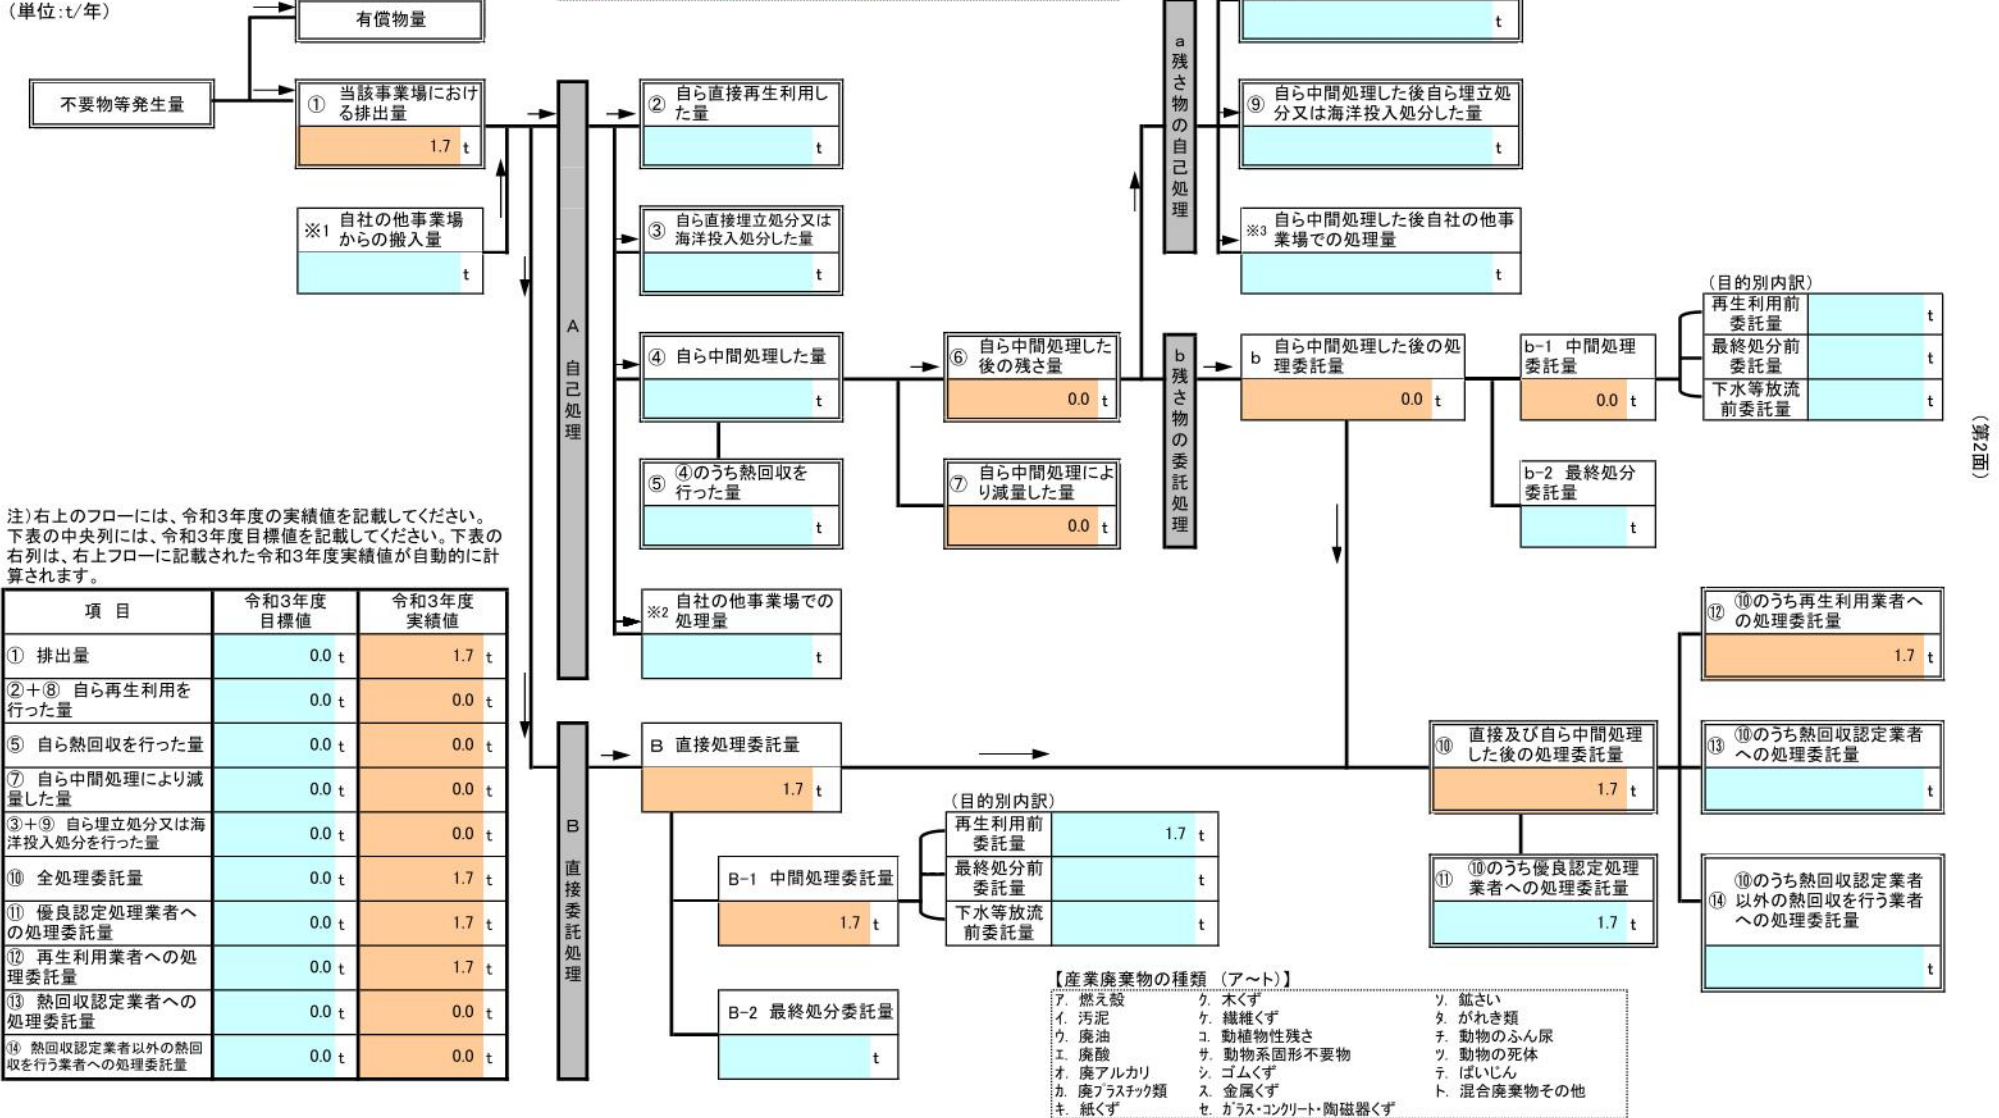 （単位:t/年）
有償物量
不要物等発生量
① 当該事業場におけ
る排出量
1.7 t
※1 自社の他事業場
からの搬入量
t
A 自己処理
② 自ら直接再生利用し
た量
t
③ 自ら直接埋立処分又は
海洋投入処分した量
t
④ 自ら中間処理した量
t
⑤ ④のうち熱回収を
行った量
t
※2 自社の他事業場での
処理量
t
⑥ 自ら中間処理した
後の残さ量
0.0 t
⑦ 自ら中間処理によ
り減量した量
0.0 t
a 残さ物の自己処理
t
⑨ 自ら中間処理した後自ら埋立処
分又は海洋投入処分した量
t
※3 自ら中間処理した後自社の他事
業場での処理量
t
b 残さ物の委託処理
b 自ら中間処理した後の処
理委託量
0.0 t
b-1 中間処理
委託量
0.0 t
b-2 最終処分
委託量
t
（目的別内訳）
再生利用前
委託量
t
最終処分前
委託量
t
下水等放流
前委託量
t
（第2面）
注）右上のフローには、令和3年度の実績値を記載してください。
下表の中央列には、令和3年度目標値を記載してください。下表の
右列は、右上フローに記載された令和3年度実績値が自動的に計
算されます。
項 目 令和3年度 目標値 令和3年度 実績値
① 排出量 0.0 t 1.7 t
②＋⑧ 自ら再生利用を
行った量 0.0 t 0.0 t
⑤ 自ら熱回収を行った量 0.0 t 0.0 t
⑦ 自ら中間処理により減
量した量 0.0 t 0.0 t
③＋⑨ 自ら埋立処分又は海
洋投入処分を行った量 0.0 t 0.0 t
⑩ 全処理委託量 0.0 t 1.7 t
⑪ 優良認定処理業者へ
の処理委託量 0.0 t 1.7 t
⑫ 再生利用業者への処
理委託量 0.0 t 1.7 t
⑬ 熱回収認定業者への
処理委託量 0.0 t 0.0 t
⑭ 熱回収認定業者以外の熱回
収を行う業者への処理委託量 0.0 t 0.0 t
B 直接委託処理
B 直接処理委託量
1.7 t
B-1 中間処理委託量
1.7 t
B-2 最終処分委託量
t
（目的別内訳）
再生利用前
委託量
1.7 t
最終処分前
委託量
t
下水等放流
前委託量
t
⑩ 直接及び自ら中間処理
した後の処理委託量
1.7 t
⑪ ⑩のうち優良認定処理
業者への処理委託量
1.7 t
⑫ ⑩のうち再生利用業者へ
の処理委託量
1.7 t
⑬ ⑩のうち熱回収認定業者
への処理委託量
t
⑭ ⑩のうち熱回収認定業者
以外の熱回収を行う業者
への処理委託量
t
【産業廃棄物の種類 （ア～ト）】
ア. 燃え殻
イ. 汚泥
ウ. 廃油
エ. 廃酸
オ. 廃アルカリ
カ. 廃プラスチック類
キ. 紙くず
ク. 木くず
ケ. 繊維くず
コ. 動植物性残さ
サ. 動物系固形不要物
シ. ゴムくず
ス. 金属くず
セ. ガラス・コンクリート・陶磁器くず
ソ. 鉱さい
タ. がれき類
チ. 動物のふん尿
ツ. 動物の死体
テ. ばいじん
ト. 混合廃棄物その他